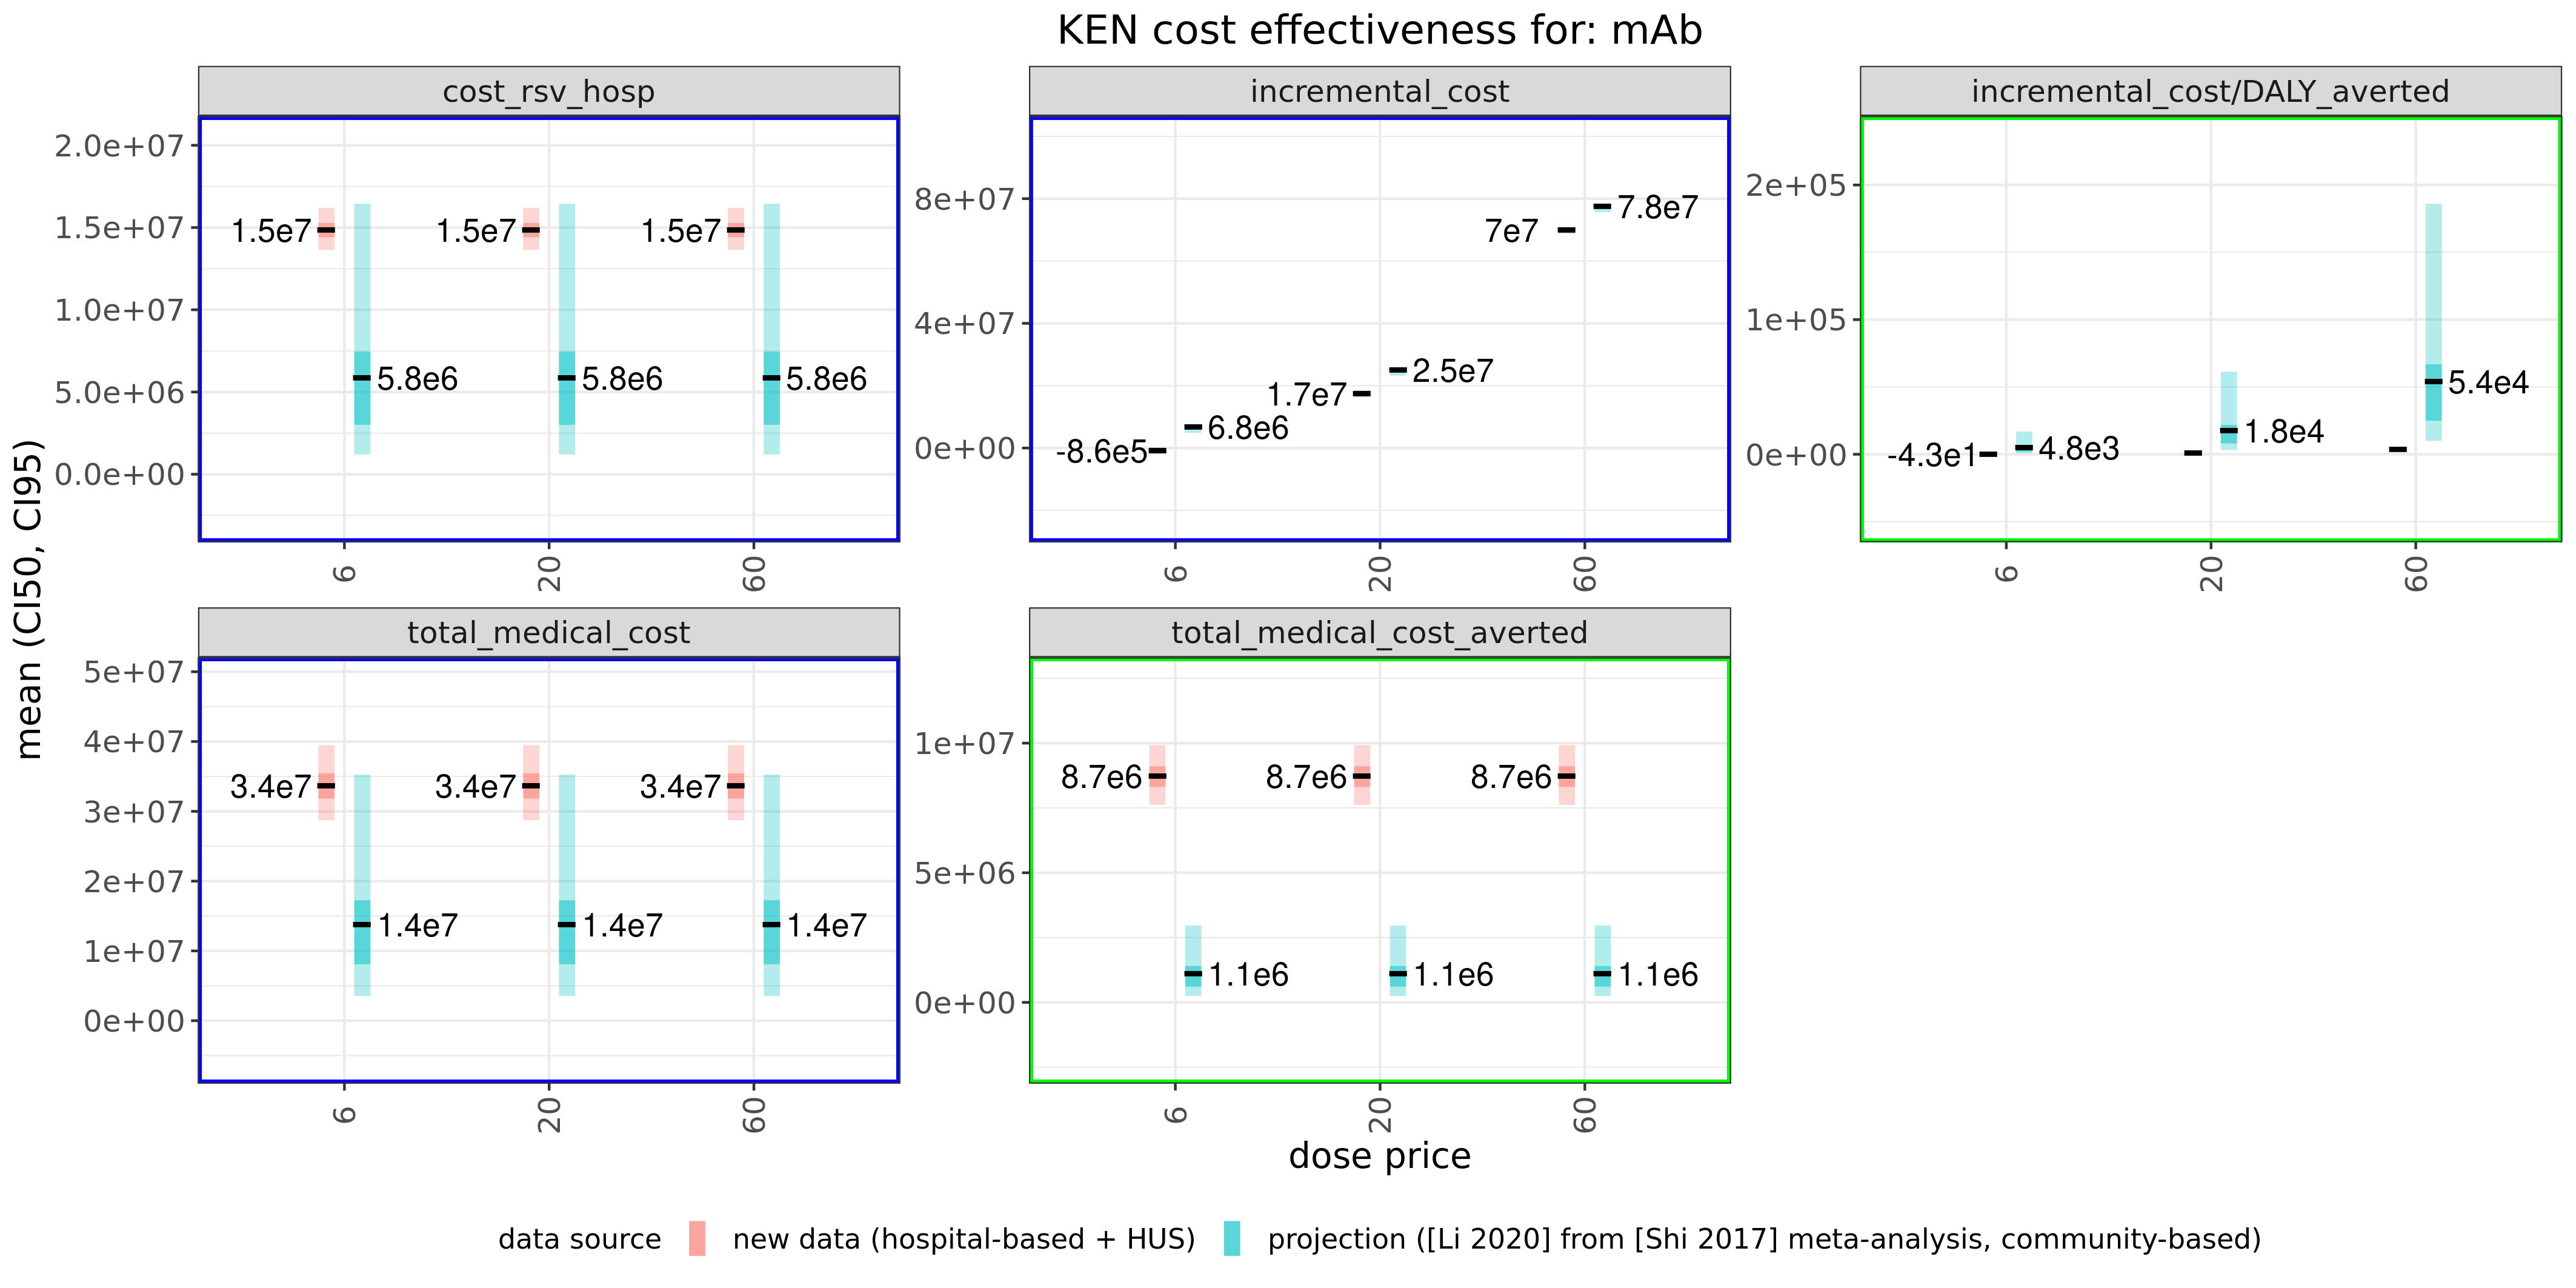 KEN cost effectiveness for: mAb
cost_rsv_hosp
incremental_cost
incremental_cost/DALY_averted
mean (CI50, CI95)
2.0e+07
1.5e+07
1.0e+07
5.0e+06
0.0e+00
1.5e7
1.5e7
1.5e7
5.8e6
5.8e6
5.8e6
6
20
60
8e+07
4e+07
0e+00
-8.6e5
6.8e6
1.7e7
2.5e7
7e7
7.8e7
6
20
60
2e+05
1e+05
0e+00
-4.3e1
4.8e3
1.8e4
5.4e4
6
20
60
total_medical_cost
total_medical_cost_averted
5e+07
4e+07
3e+07
2e+07
1e+07
0e+00
3.4e7
3.4e7
3.4e7
1.4e7
1.4e7
1.4e7
6
20
60
1e+07
5e+06
0e+00
8.7e6
8.7e6
8.7e6
1.1e6
1.1e6
1.1e6
6
20
60
dose price
data source new data (hospital-based + HUS) projection ([Li 2020] from [Shi 2017] meta-analysis, community-based)